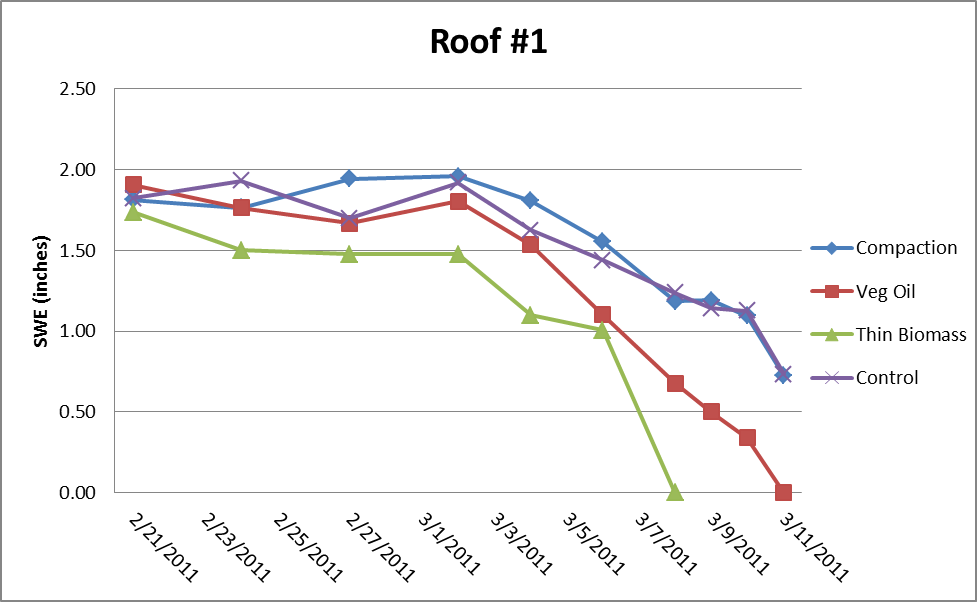 Roof #1
SWE (inches)
2.50
2.00
1.50
1.00
0.50
0.00
2/21/2011
2/23/2011
2/25/2011
2/27/2011
3/1/2011
3/3/2011
3/5/2011
3/7/2011
3/9/2011
3/11/2011
Compaction
Veg Oil
Thin Biomass
Control